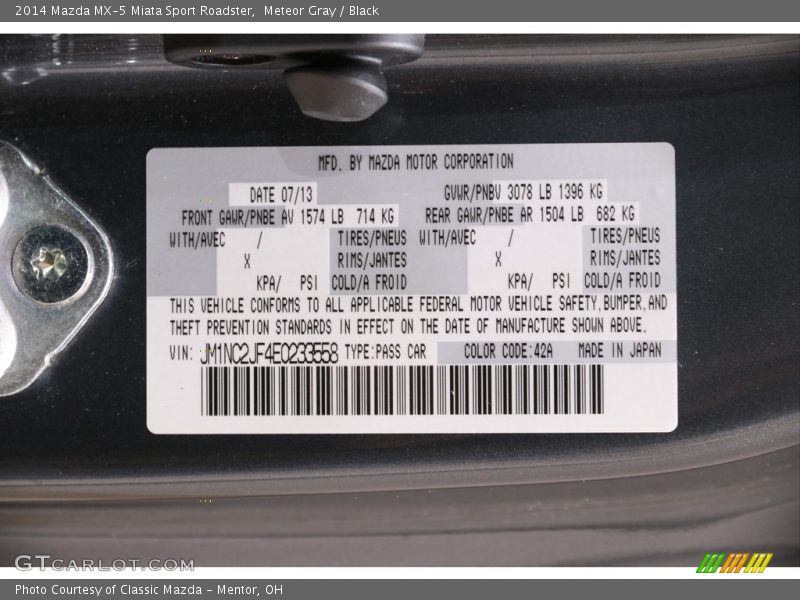 2014 Mazda MX-5 Miata Sport Roadster,  Meteor Gray / Black
MFD. BY MAZDA MOTOR CORPORATION
DATE 07/13 GVWR/PNBV 3078 LB 1396 KG
FRONT GAWR/PNBE AV 1574 LB 714 KG REAR GAWR/PNBE AR 1504 LB 682 KG
WITH/AVEC / TIRES/PNEUS WITH/AVEC / TIRES/PNEUS
X RIMS/JANTES X RIMS/JANTES
KPA/ PSI COLD/A FROID KPA/ PSI COLD/A FROID
THIS VEHICLE CONFORMS TO ALL APPLICABLE FEDERAL MOTOR VEHICLE SAFETY, BUMPER, AND
THEFT PREVENTION STANDARDS IN EFFECT ON THE DATE OF MANUFACTURE SHOWN ABOVE.
VIN: JM1NC2JF4E0233558 TYPE:PASS CAR COLOR CODE:42A MADE IN JAPAN
GTCARLOT.COM
Photo Courtesy of Classic Mazda - Mentor, OH